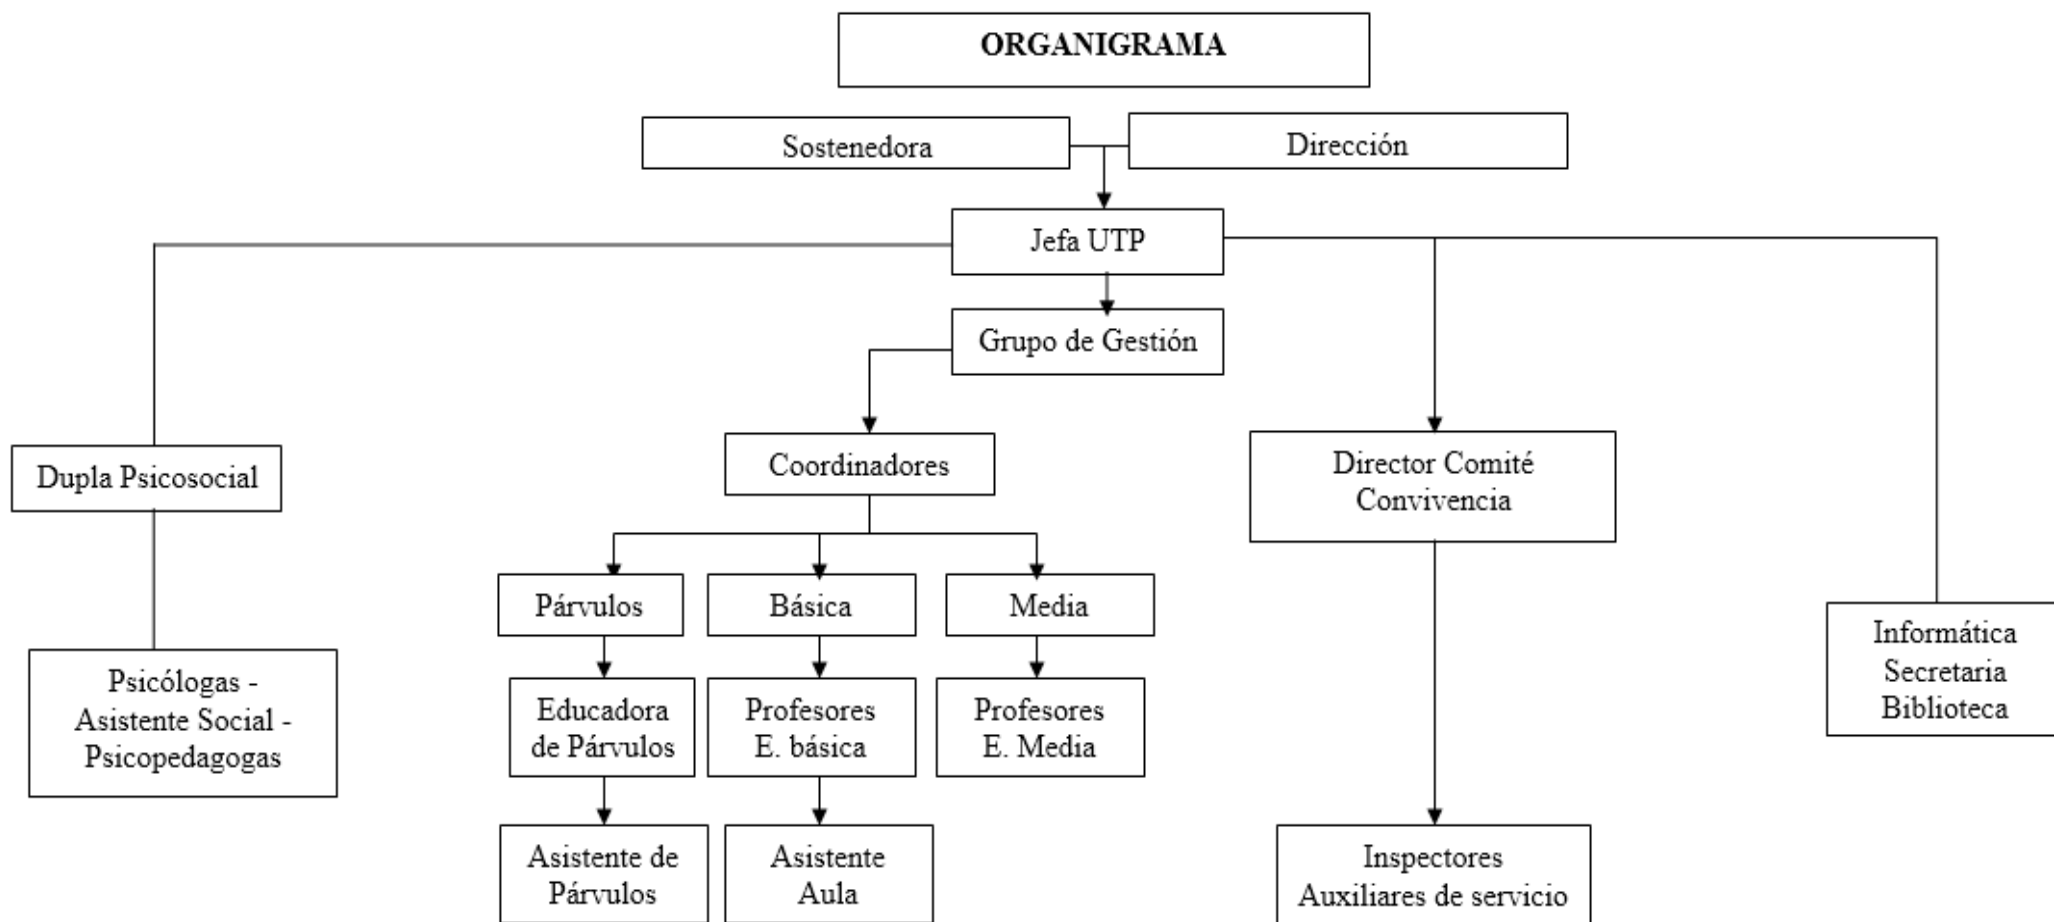 ORGANIGRAMA
Sostenedora
Dirección
Jefa UTP
Grupo de Gestión
Dupla Psicosocial
Coordinadores
Director Comité
Convivencia
Párvulos
Básica
Media
Informática
Secretaria
Biblioteca
Psicólogas -
Asistente Social -
Psicopedagogas
Educadora
de Párvulos
Profesores
E. básica
Profesores
E. Media
Asistente de
Párvulos
Asistente
Aula
Inspectores
Auxiliares de servicio